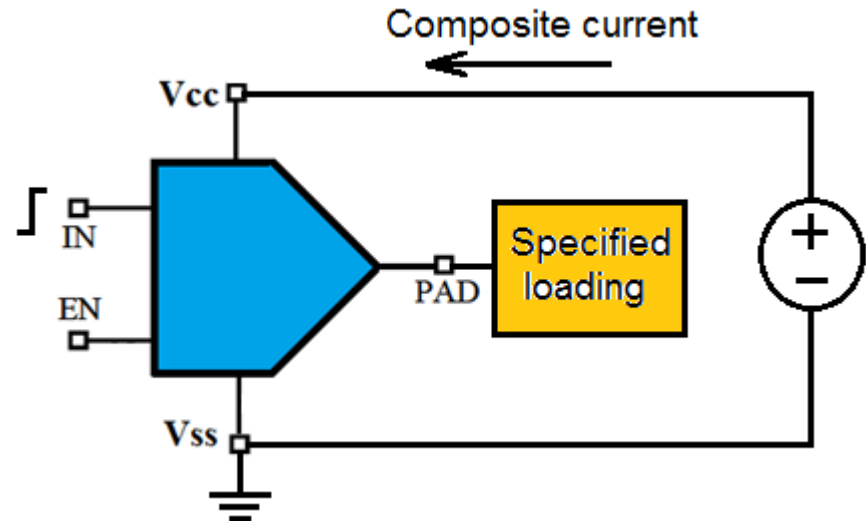 Composite current
Vcc
IN
EN
PAD
Specified
loading
+
–
Vss